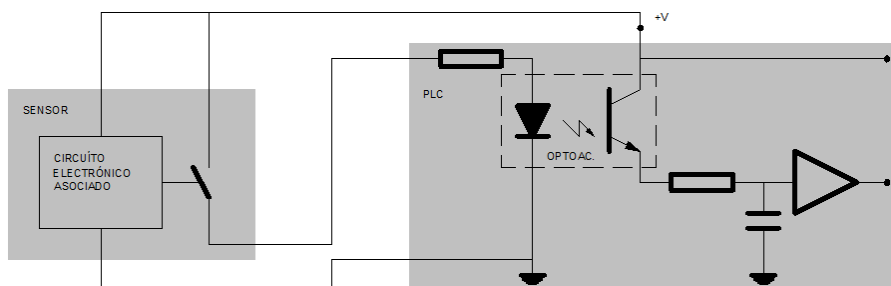 +V
SENSOR
PLC
CIRCUÍTO
ELECTRÓNICO
ASOCIADO
OPTOAC.